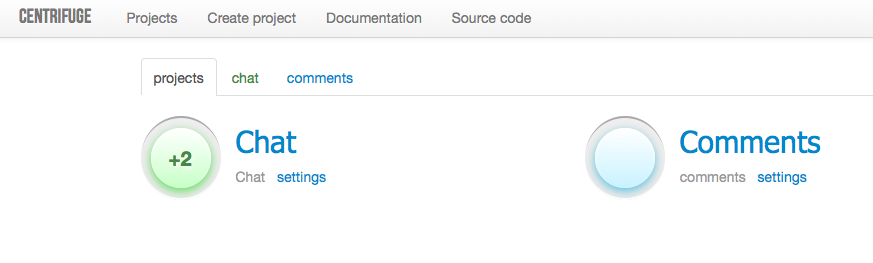 CENTRIFUGE Projects Create project Documentation Source code
projects chat comments
+2 Chat Comments
Chat settings comments settings